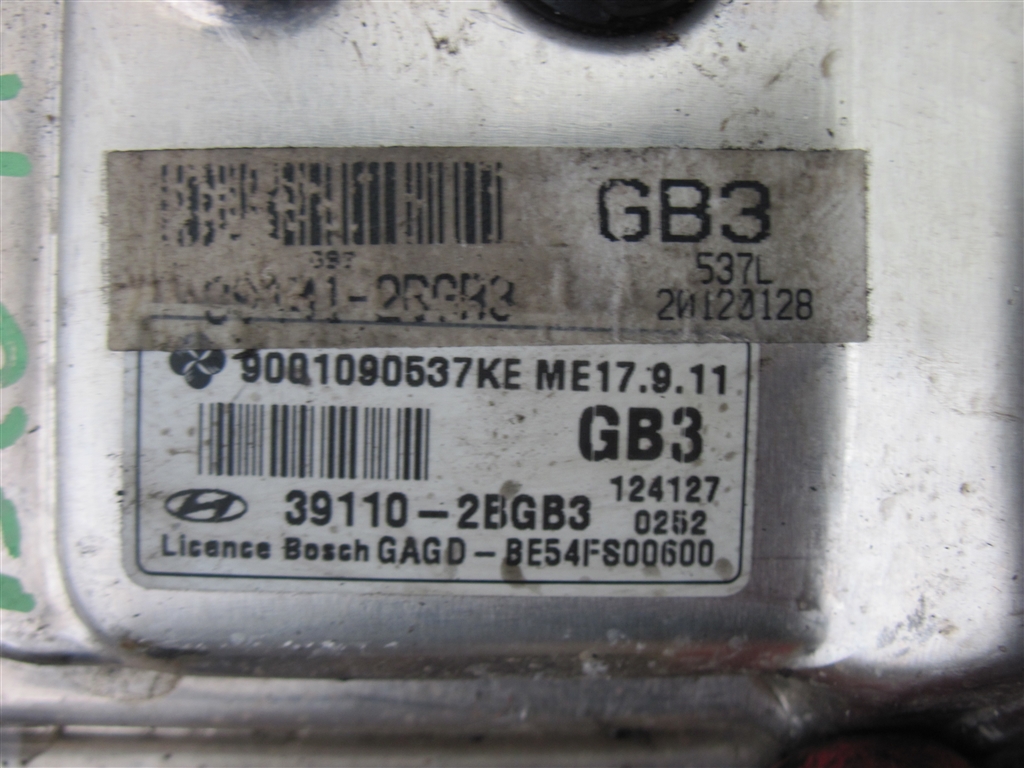 GB3
537L
2W120128
9001090537KE ME17.9.11
GB3
124127
39110-2BGB3
0252
Licence Bosch GAGD-BE54FS00600